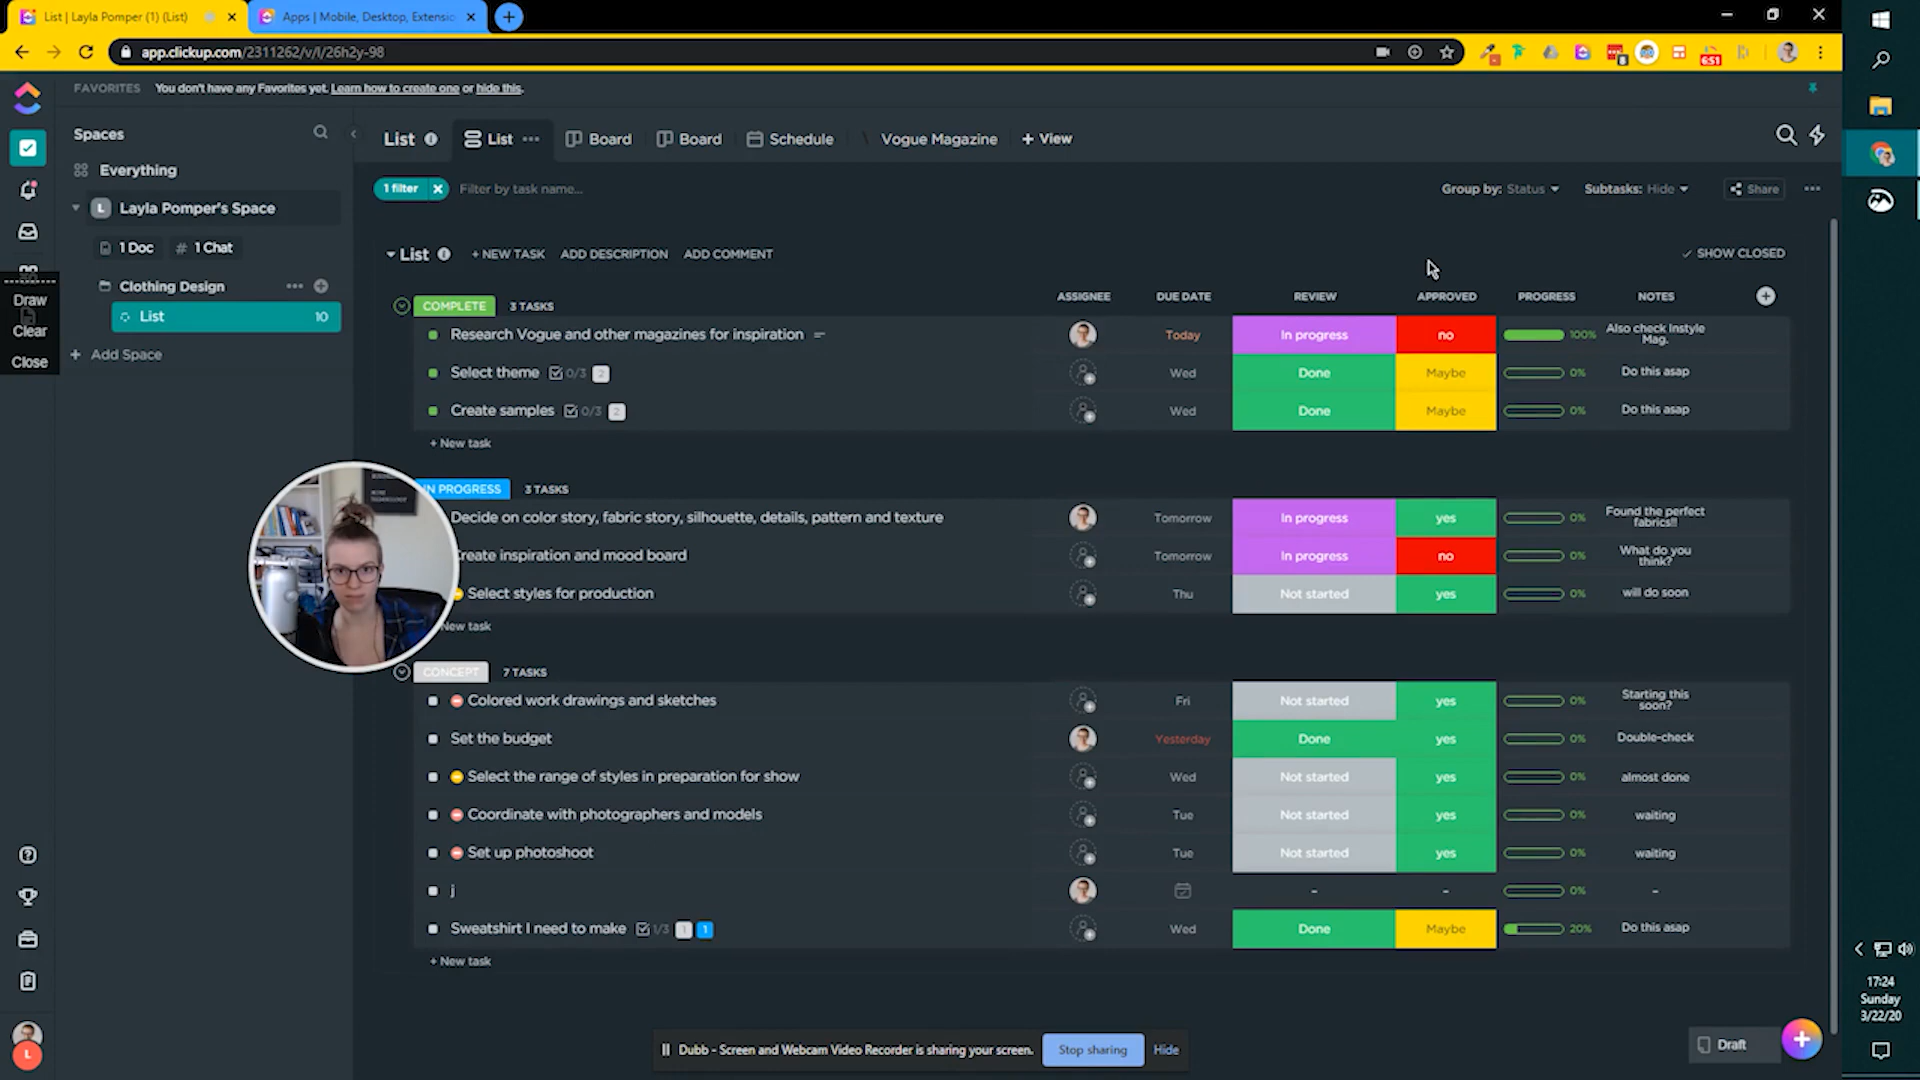 List | Layla Pomper (1) (List)
Apps | Mobile, Desktop, Extensio
app.clickup.com/2311262/v/l/26h2y-98
8
6:51
FAVORITES You don't have any Favorites yet. Learn how to create one or hide this.
Spaces
Everything
L Layla Pomper's Space
1 Doc # 1 Chat
Clothing Design
List 10
+ Add Space
Draw
Clear
Close
List List Board Board Schedule Vogue Magazine + View
1 filter Filter by task name... Group by: Status Subtasks: Hide Share
List + NEW TASK ADD DESCRIPTION ADD COMMENT SHOW CLOSED
COMPLETE 3 TASKS ASSIGNEE DUE DATE REVIEW APPROVED PROGRESS NOTES
Research Vogue and other magazines for inspiration Today In progress no 100% Also check Instyle Mag.
Select theme 0/3 2 Wed Done Maybe 0% Do this asap
Create samples 0/3 2 Wed Done Maybe 0% Do this asap
+ New task
IN PROGRESS 3 TASKS
Decide on color story, fabric story, silhouette, details, pattern and texture Tomorrow In progress yes 0% Found the perfect fabrics!!
Create inspiration and mood board Tomorrow In progress no 0% What do you think?
Select styles for production Thu Not started yes 0% will do soon
New task
CONCEPT 7 TASKS
Colored work drawings and sketches Fri Not started yes 0% Starting this soon?
Set the budget Yesterday Done yes 0% Double-check
Select the range of styles in preparation for show Wed Not started yes 0% almost done
Coordinate with photographers and models Tue Not started yes 0% waiting
Set up photoshoot Tue Not started yes 0% waiting
j - - 0% -
Sweatshirt I need to make 1/3 1 1 Wed Done Maybe 20% Do this asap
+ New task
L
Dubb - Screen and Webcam Video Recorder is sharing your screen. Stop sharing Hide
Draft
17:24
Sunday
3/22/20